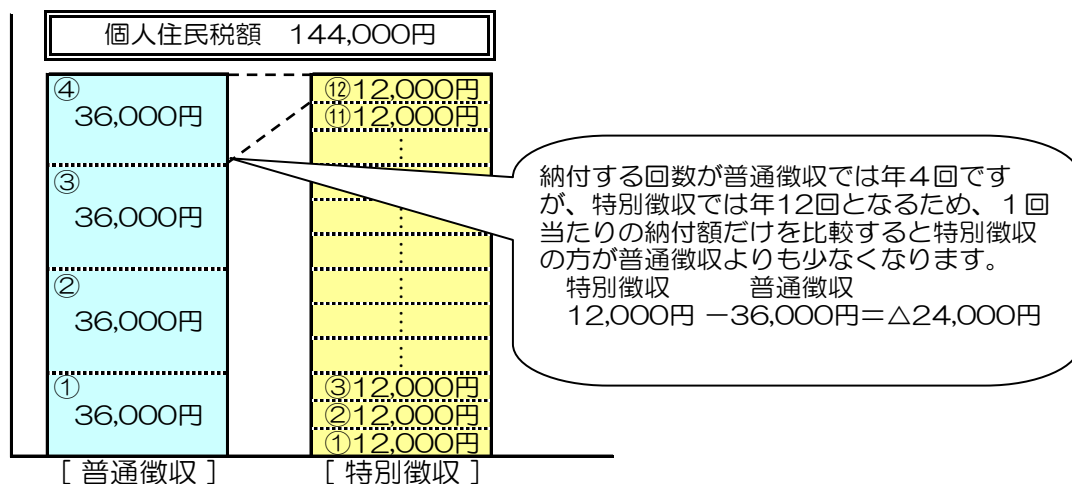 個人住民税額　144,000円
④
36,000円
③
36,000円
②
36,000円
①
36,000円
[ 普通徴収 ]
⑫12,000円
⑪12,000円
③12,000円
②12,000円
①12,000円
[ 特別徴収 ]
納付する回数が普通徴収では年４回です
が、特別徴収では年12回となるため、１回
当たりの納付額だけを比較すると特別徴収
の方が普通徴収よりも少なくなります。
特別徴収　　　普通徴収
12,000円 －36,000円＝△24,000円